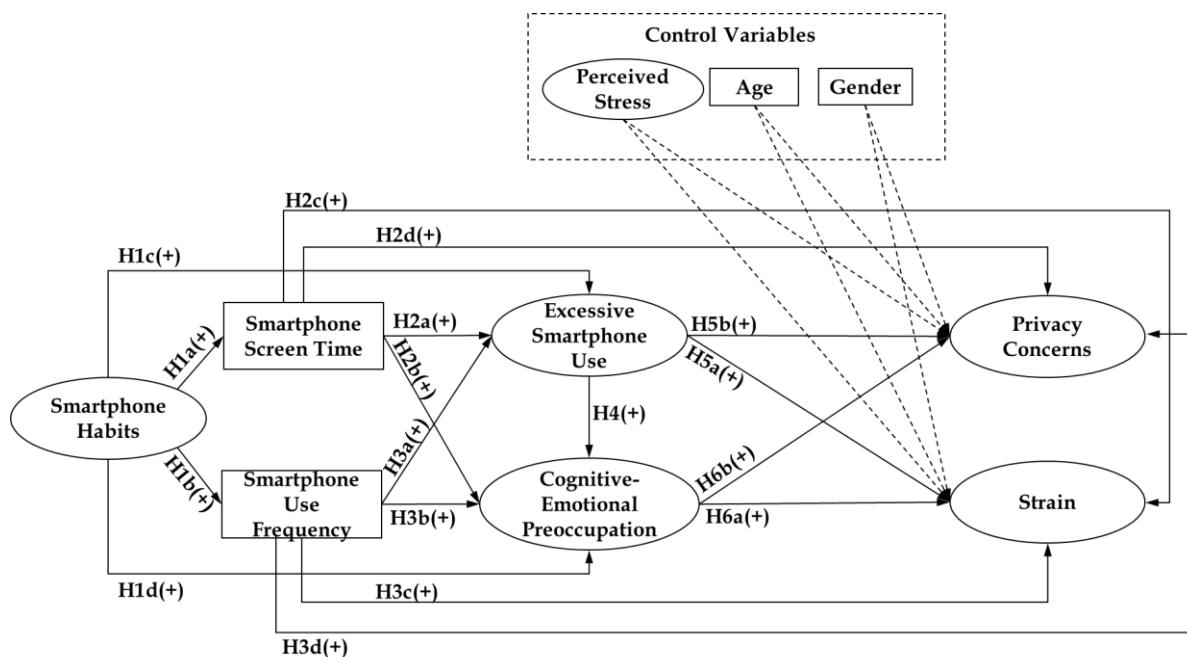 Control Variables
Perceived
Stress
Age
Gender
H2c(+)
H2d(+)
H1c(+)
Smartphone
Screen Time
H2a(+)
Excessive
Smartphone
Use
H5b(+)
Privacy
Concerns
H1a(+)
H2b(+)
H5a(+)
Smartphone
Habits
H4(+)
H3a(+)
H6b(+)
H1b(+)
Smartphone
Use
Frequency
H3b(+)
Cognitive-
Emotional
Preoccupation
H6a(+)
Strain
H1d(+)
H3c(+)
H3d(+)